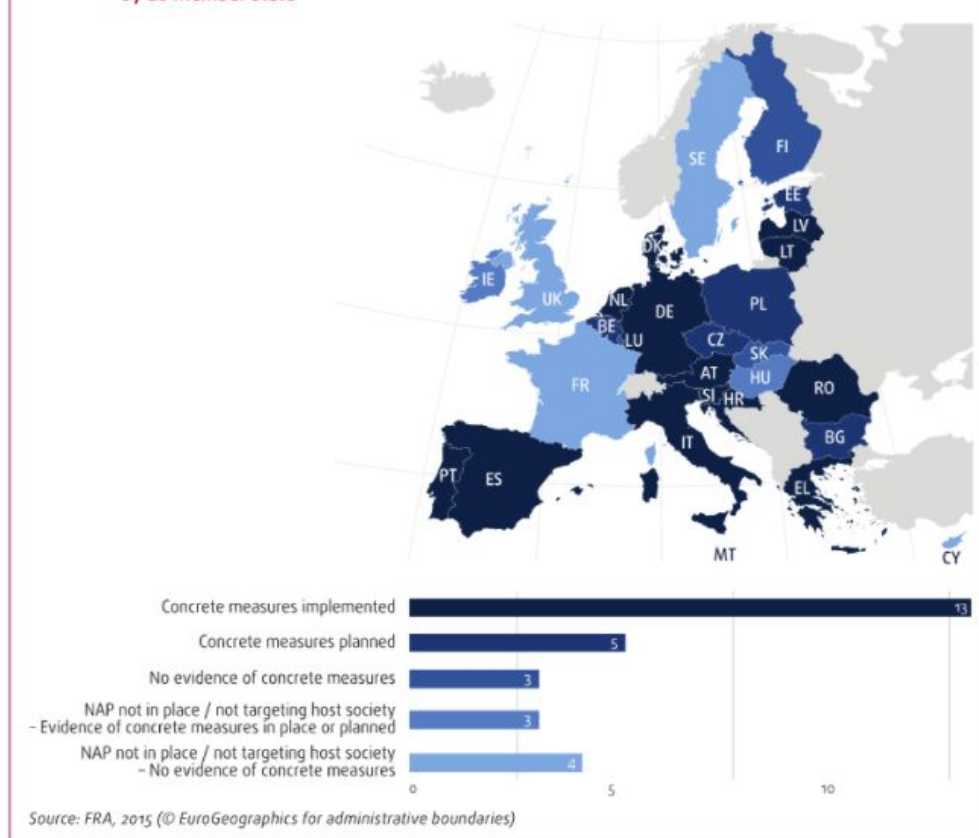 SE
FI
EE
LV
LT
DK
IE
UK
NL
DE
PL
BE
LU
CZ
SK
FR
AT
HU
SI
HR
RO
IT
BG
PT
ES
EL
MT
CY
Concrete measures implemented 13
Concrete measures planned 5
No evidence of concrete measures 3
NAP not in place / not targeting host society
– Evidence of concrete measures in place or planned 3
NAP not in place / not targeting host society
– No evidence of concrete measures 4
0 5 10
Source: FRA, 2015 (© EuroGeographics for administrative boundaries)